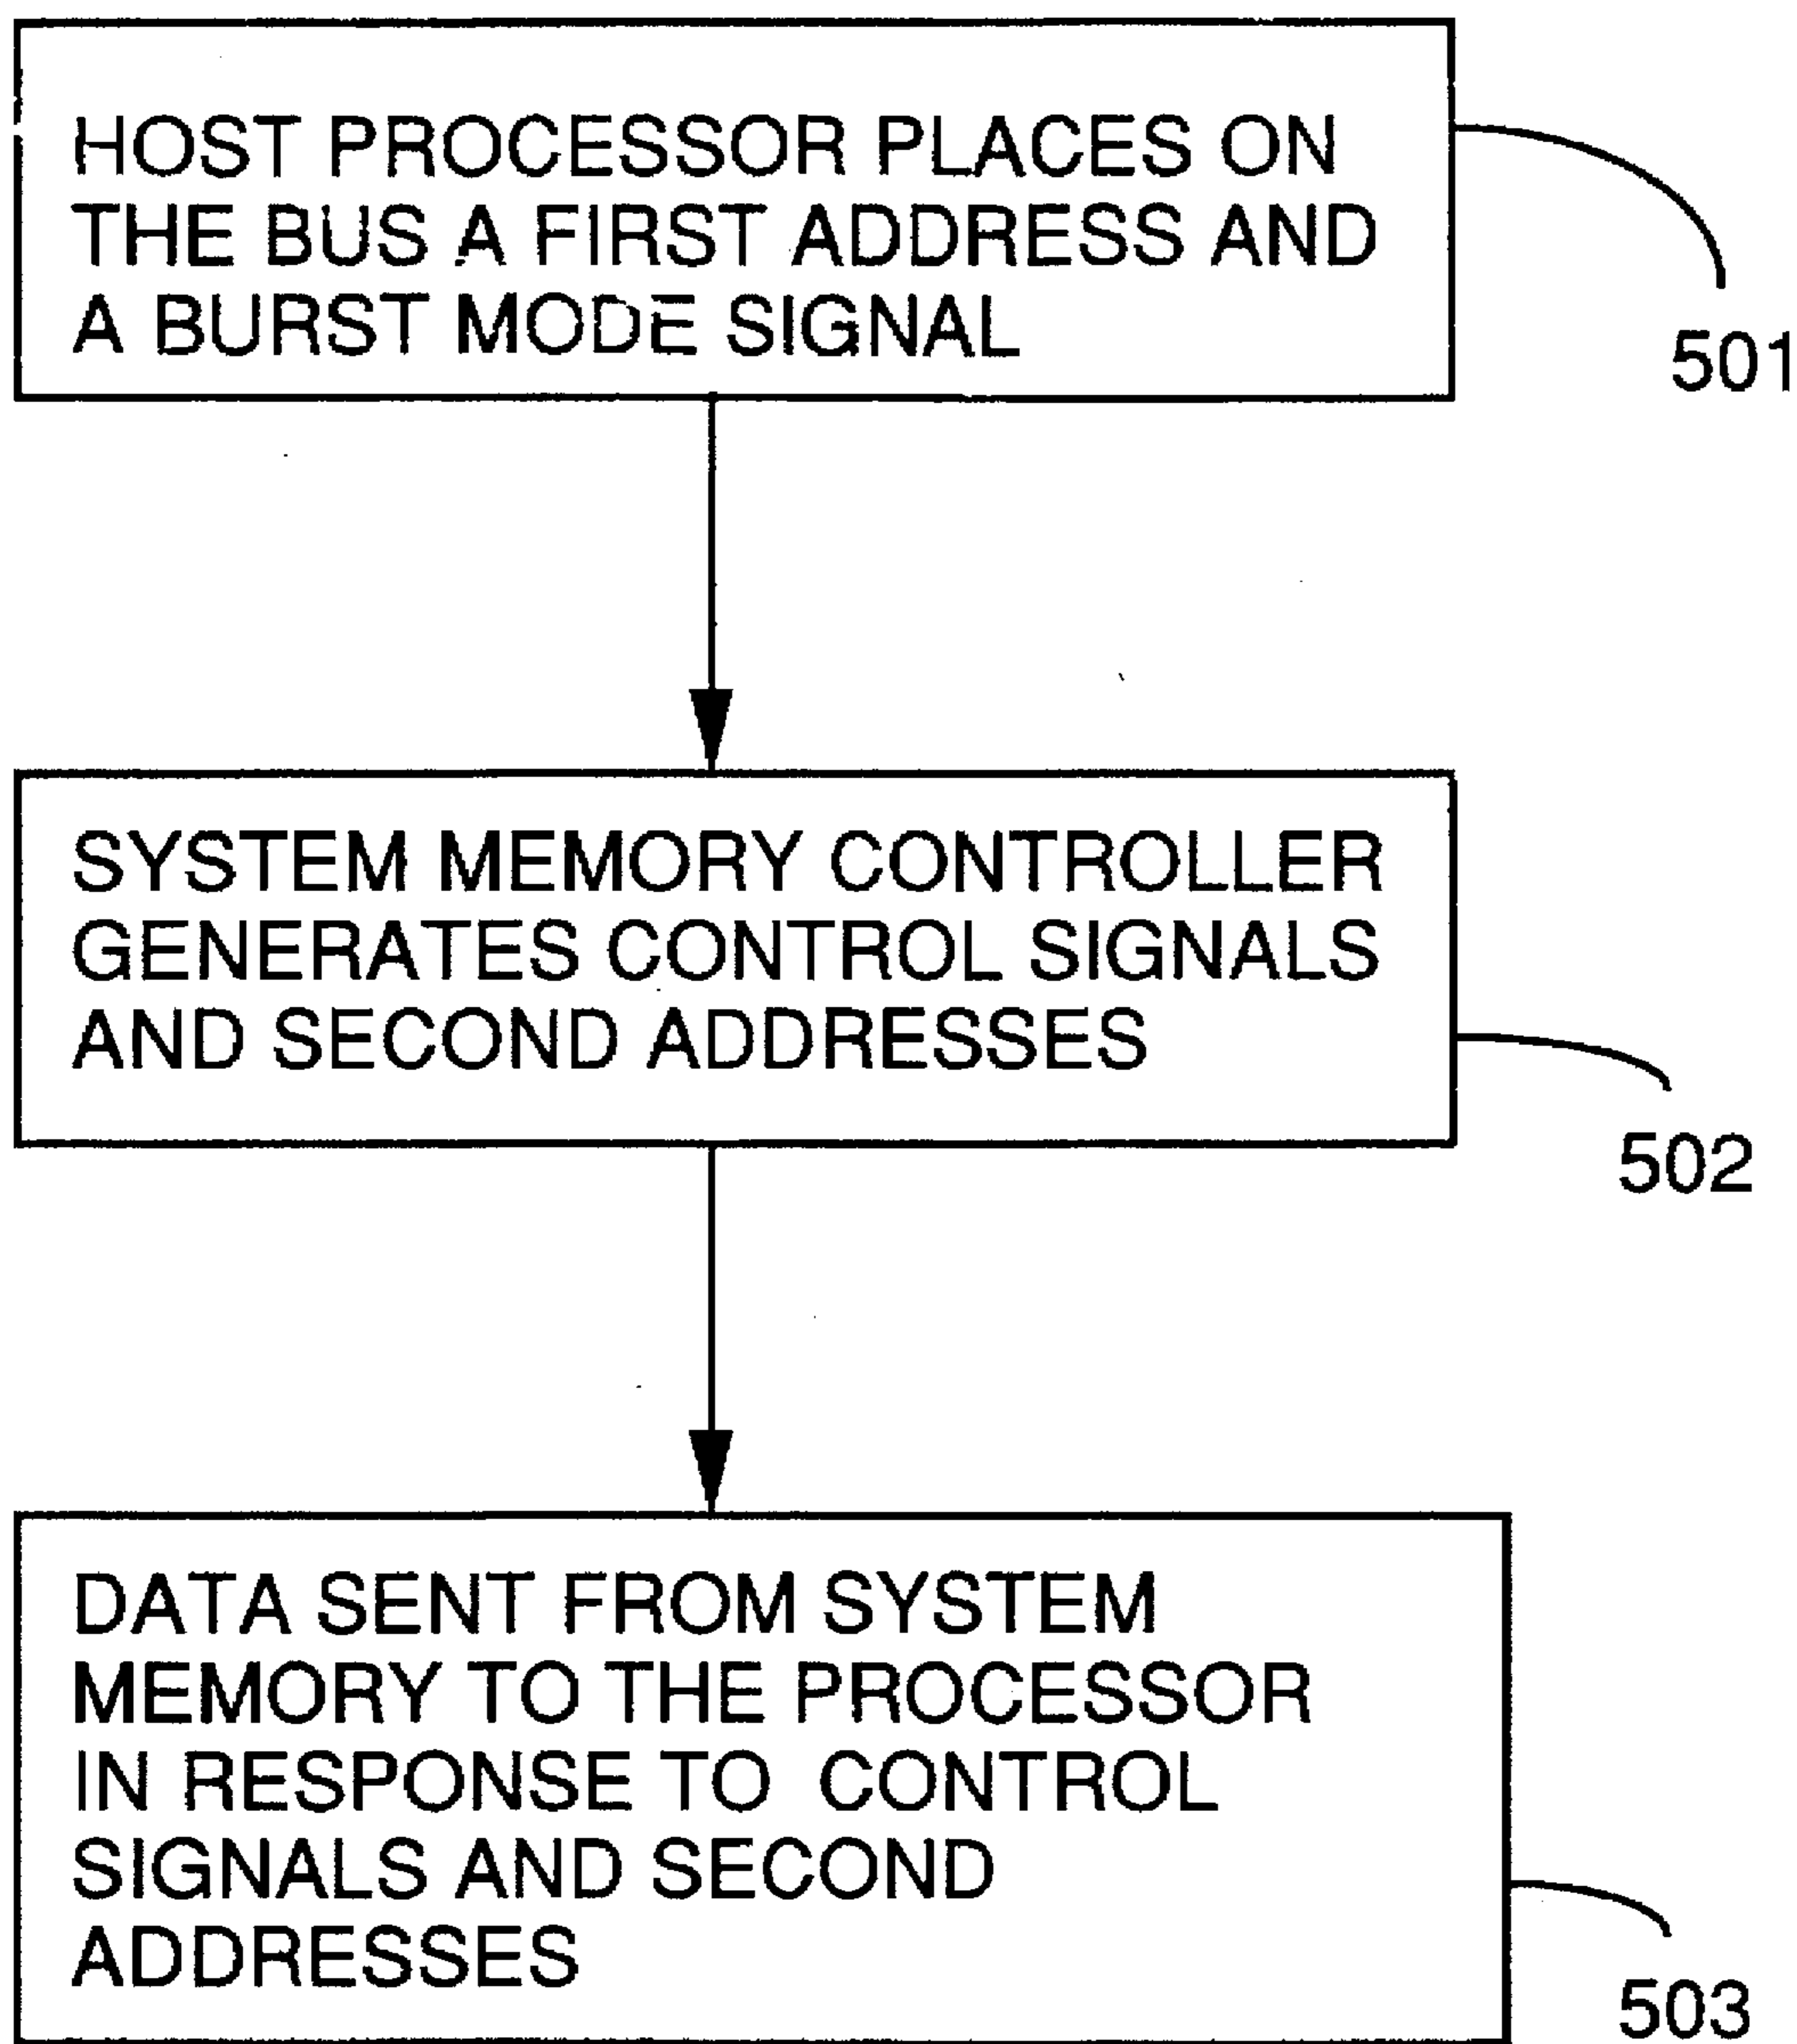 HOST PROCESSOR PLACES ON
THE BUS A FIRST ADDRESS AND
A BURST MODE SIGNAL
501
SYSTEM MEMORY CONTROLLER
GENERATES CONTROL SIGNALS
AND SECOND ADDRESSES
502
DATA SENT FROM SYSTEM
MEMORY TO THE PROCESSOR
IN RESPONSE TO CONTROL
SIGNALS AND SECOND
ADDRESSES
503